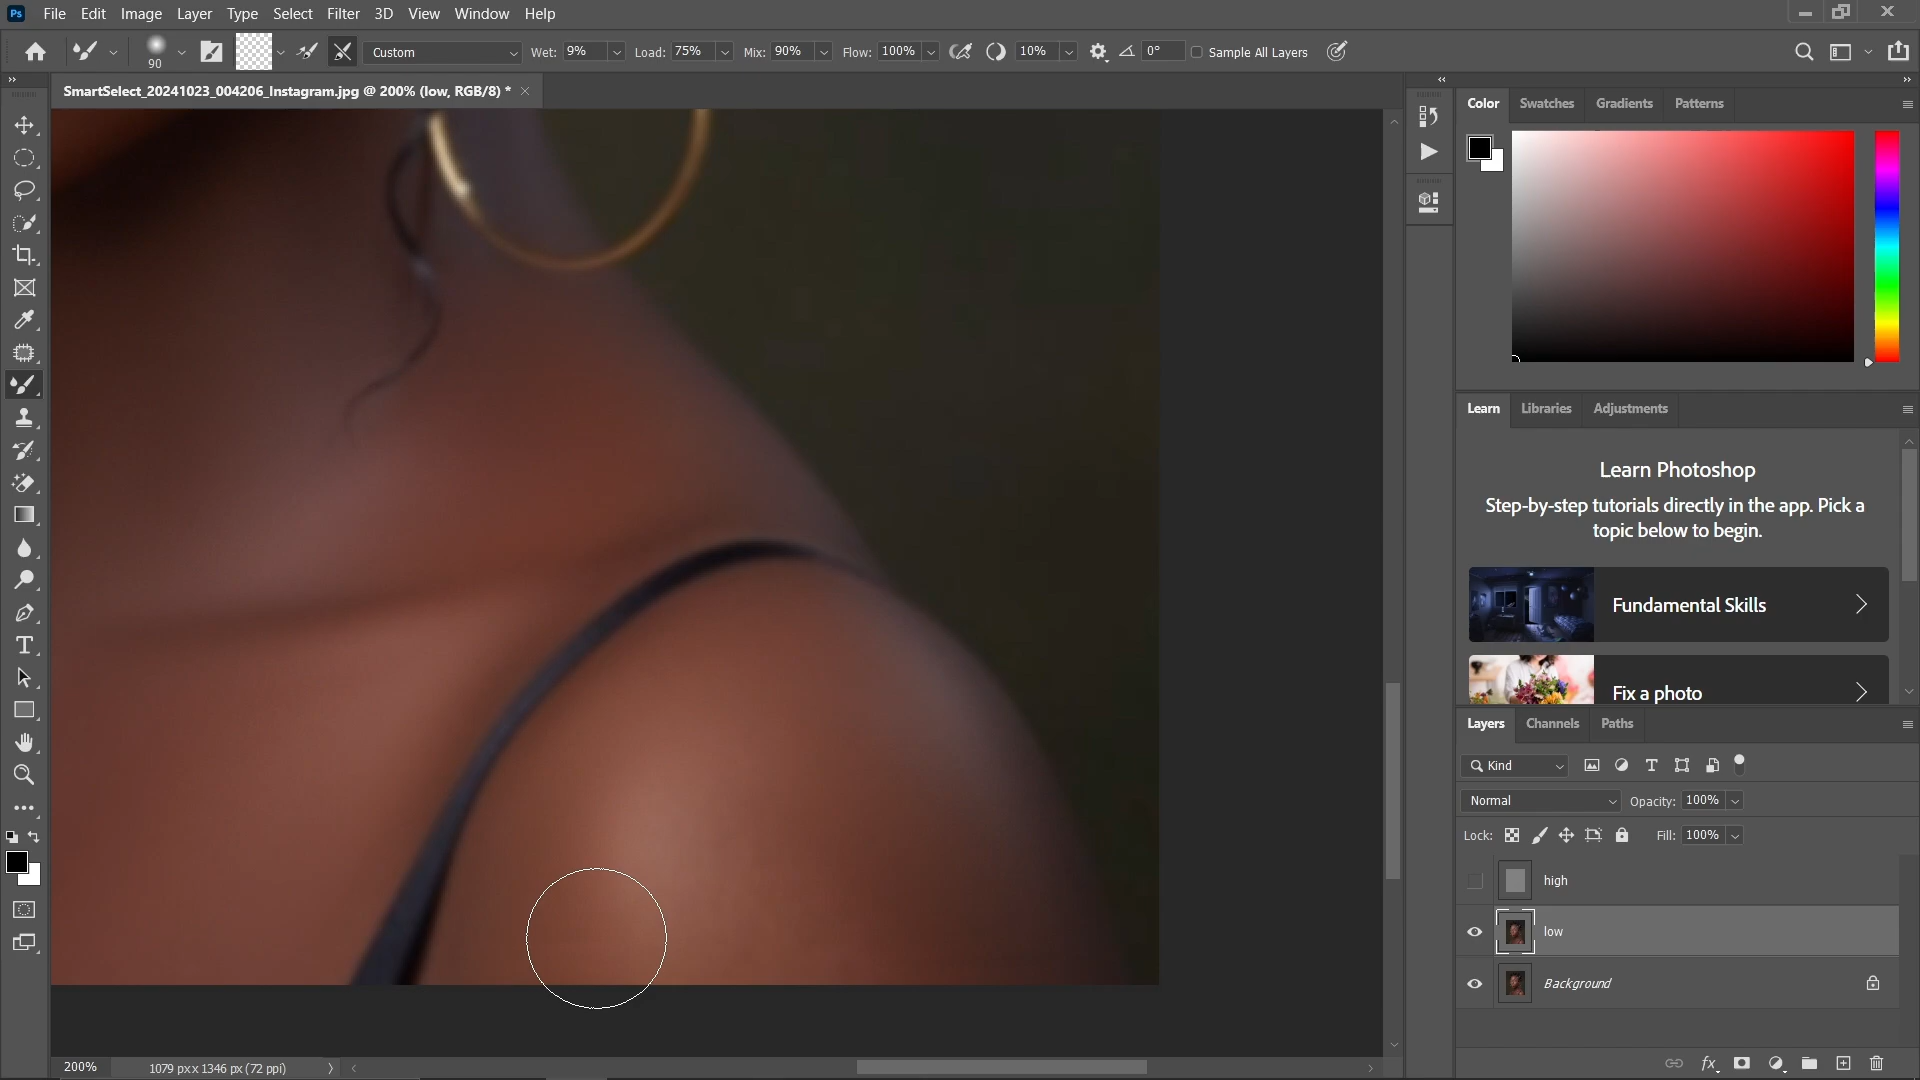 Ps File Edit Image Layer Type Select Filter 3D View Window Help
90 Custom Wet: 9% Load: 75% Mix: 90% Flow: 100% 10% 0° Sample All Layers
SmartSelect_20241023_004206_Instagram.jpg @ 200% (low, RGB/8) *
Color Swatches Gradients Patterns
Learn Libraries Adjustments
Learn Photoshop
Step-by-step tutorials directly in the app. Pick a
topic below to begin.
Fundamental Skills
Fix a photo
Layers Channels Paths
Kind
Normal Opacity: 100%
Lock: Fill: 100%
high
low
Background
fx
200% 1079 px x 1346 px (72 ppi)